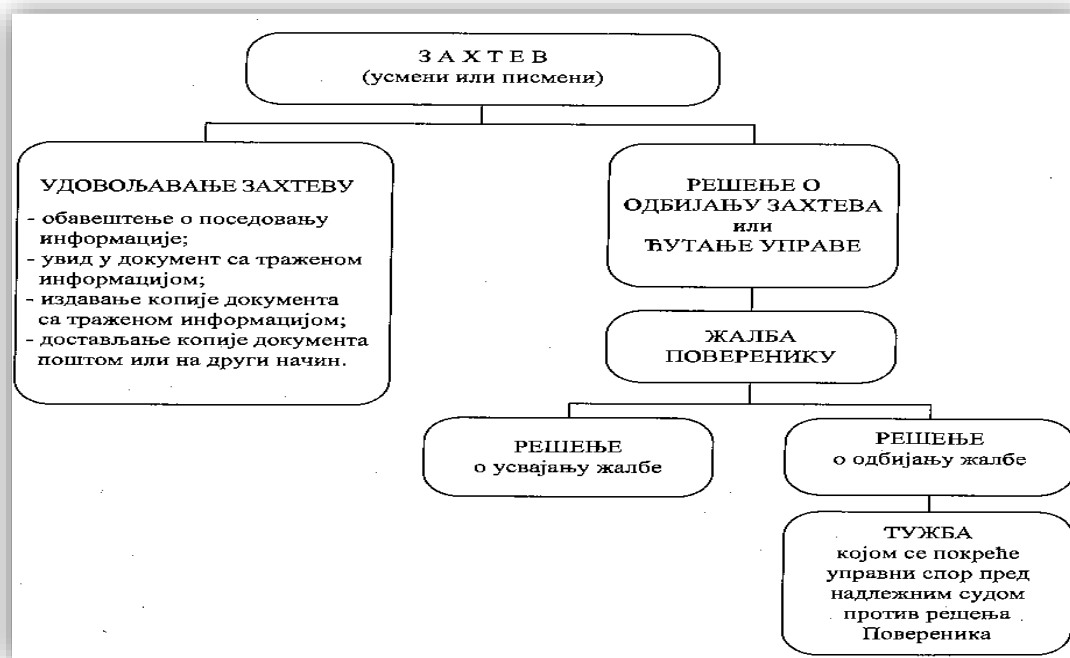 З А Х Т Е В
(усмени или писмени)
УДОВОЉАВАЊЕ ЗАХТЕВУ
- обавештење о поседовању
информације;
- увид у документ са траженом
информацијом;
- издавање копије документа
са траженом информацијом;
- достављање копије документа
поштом или на други начин.
РЕШЕЊЕ О
ОДБИЈАЊУ ЗАХТЕВА
или
ЋУТАЊЕ УПРАВЕ
ЖАЛБА
ПОВЕРЕНИКУ
РЕШЕЊЕ
о усвајању жалбе
РЕШЕЊЕ
о одбијању жалбе
ТУЖБА
којом се покреће
управни спор пред
надлежним судом
против решења
Повереника